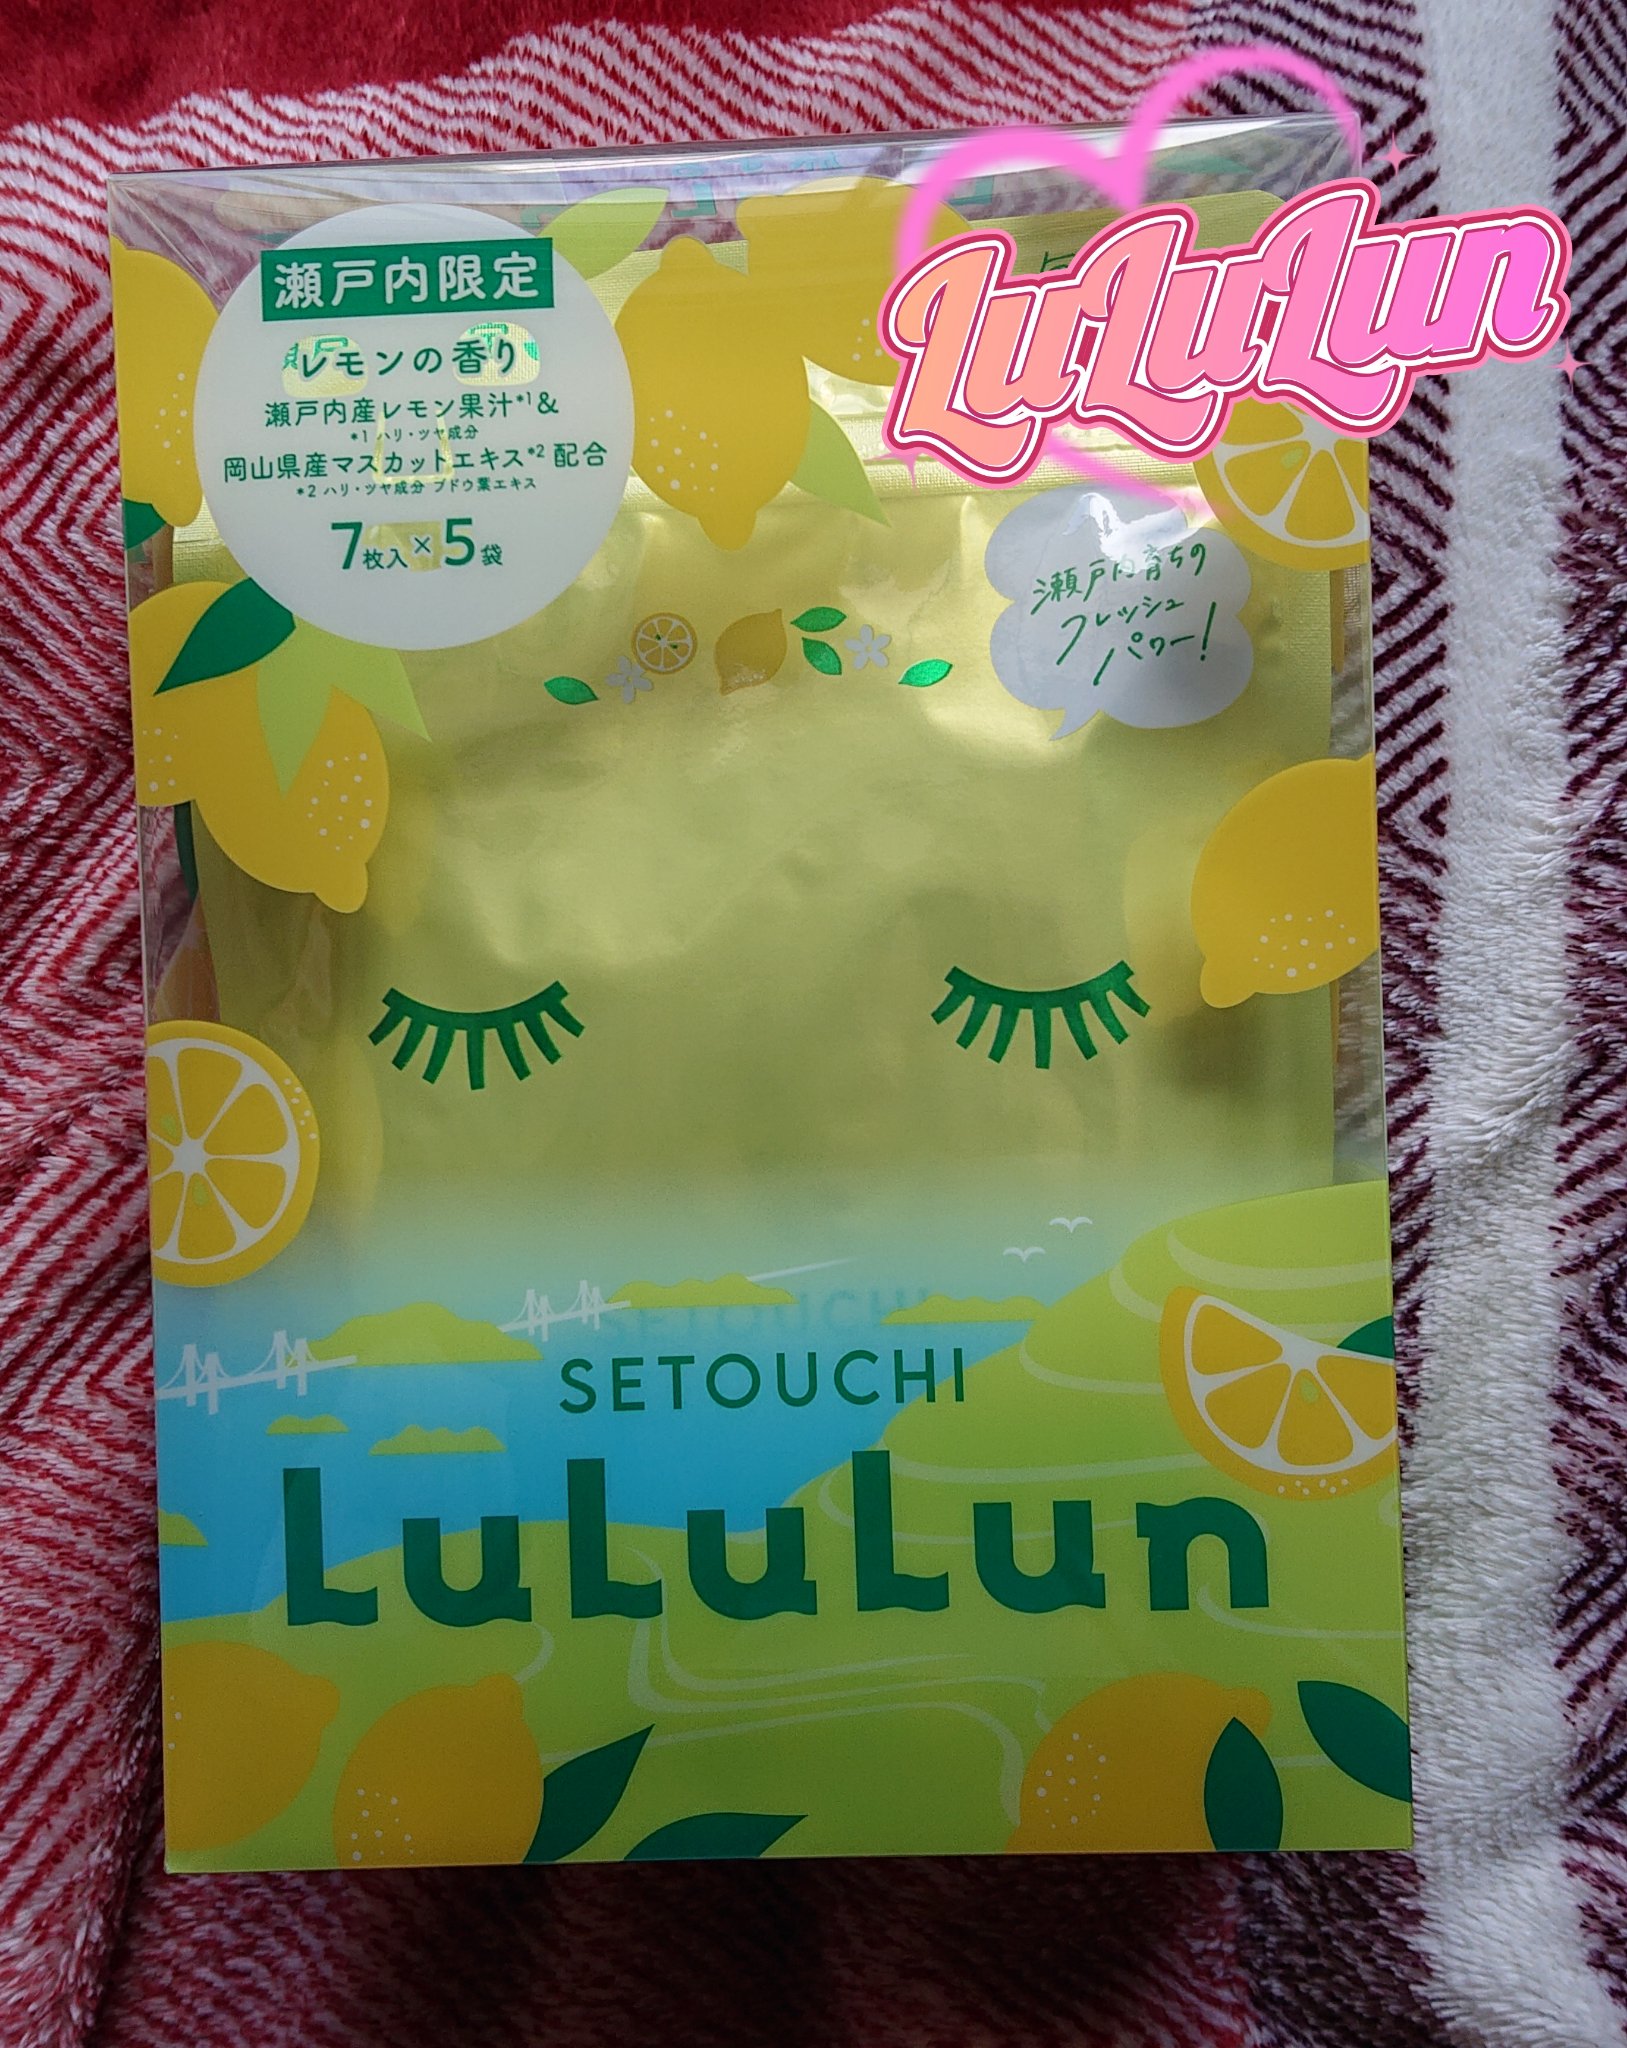 瀬戸内限定
レモンの香り
瀬戸内産レモン果汁*1&
*1 ハリ・ツヤ成分
岡山県産マスカットエキス*2 配合
*2 ハリ・ツヤ成分 ブドウ葉エキス
7枚入×5袋
LuLuLun
瀬戸内育ちの
フレッシュ
パワー!
SETOUCHI
SETOUCHI
LuLuLun